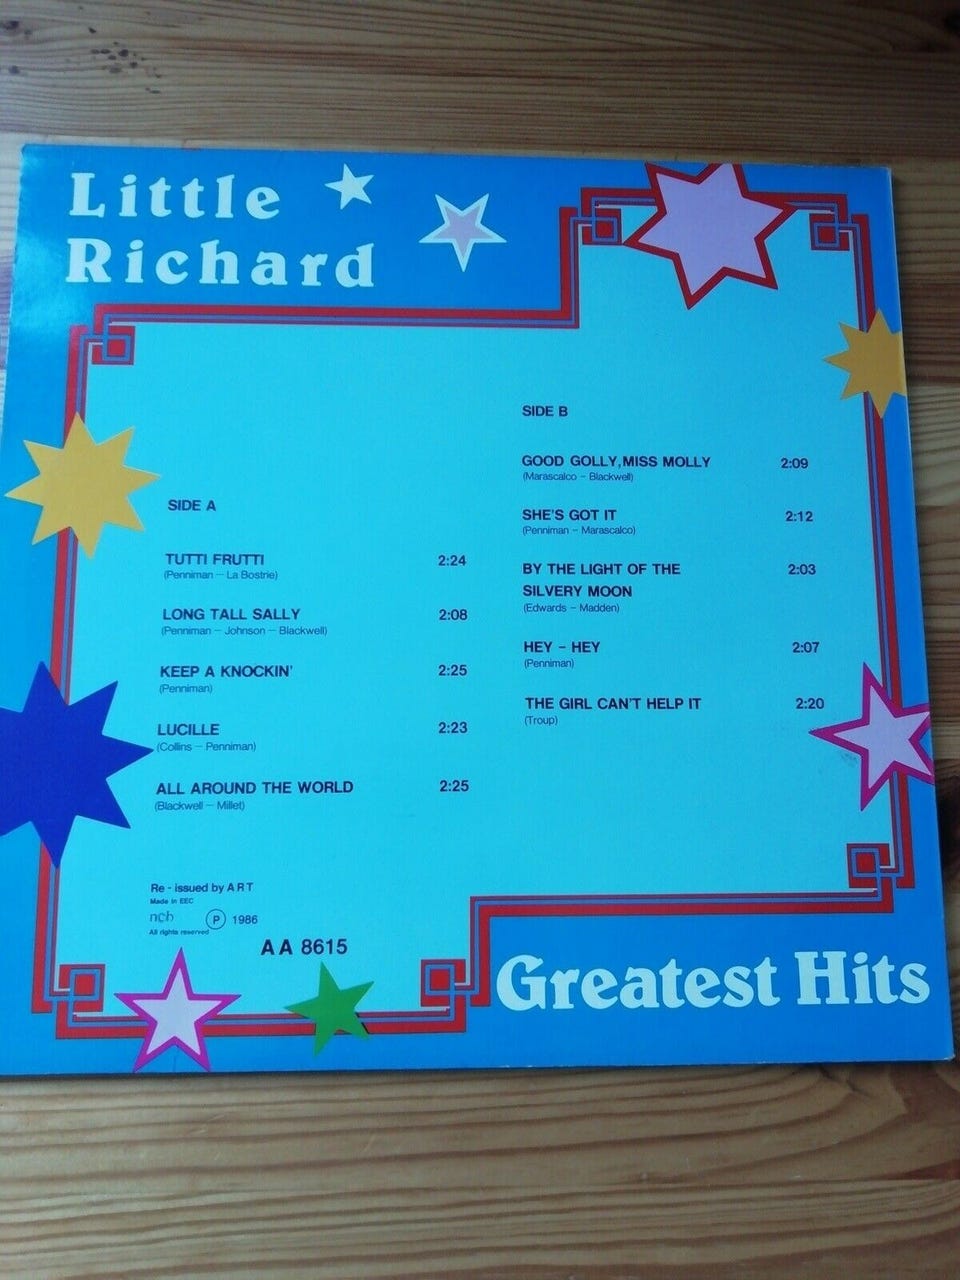 Little
Richard
SIDE A
TUTTI FRUTTI 2:24
(Penniman – La Bostrie)
LONG TALL SALLY 2:08
(Penniman – Johnson – Blackwell)
KEEP A KNOCKIN' 2:25
(Penniman)
LUCILLE 2:23
(Collins – Penniman)
ALL AROUND THE WORLD 2:25
(Blackwell – Millet)
SIDE B
GOOD GOLLY,MISS MOLLY 2:09
(Marascalco – Blackwell)
SHE'S GOT IT 2:12
(Penniman – Marascalco)
BY THE LIGHT OF THE 2:03
SILVERY MOON
(Edwards – Madden)
HEY – HEY 2:07
(Penniman)
THE GIRL CAN'T HELP IT 2:20
(Troup)
Re - issued by A R T
Made in EEC
ncb Ⓟ 1986
All rights reserved
AA 8615
Greatest Hits